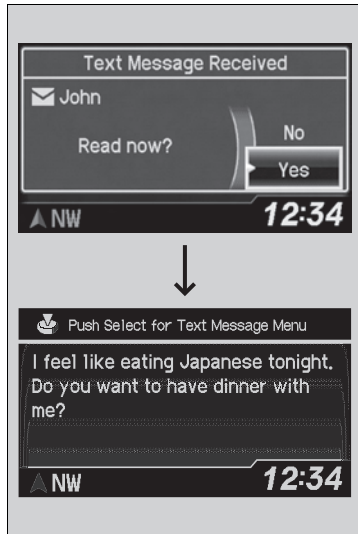 Text Message Received
John
Read now?
No
Yes
NW
12:34
Push Select for Text Message Menu
I feel like eating Japanese tonight.
Do you want to have dinner with
me?
NW
12:34